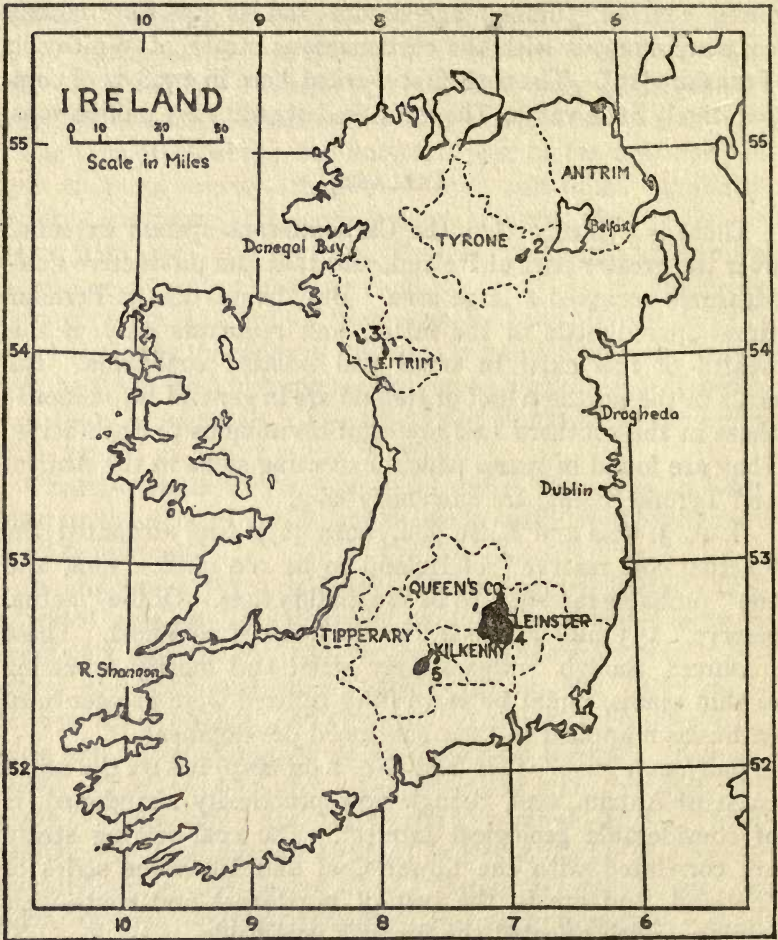 10 9 8 7 6
IRELAND
0 10 30 50
Scale in Miles
55 55
ANTRIM
Belfast
TYRONE 2
Donegal Bay
3
54 54
LEITRIM
Drogheda
Dublin
53 53
QUEEN'S CO.
LEINSTER
TIPPERARY 4
KILKENNY
R. Shannon 5
52 52
10 9 8 7 6